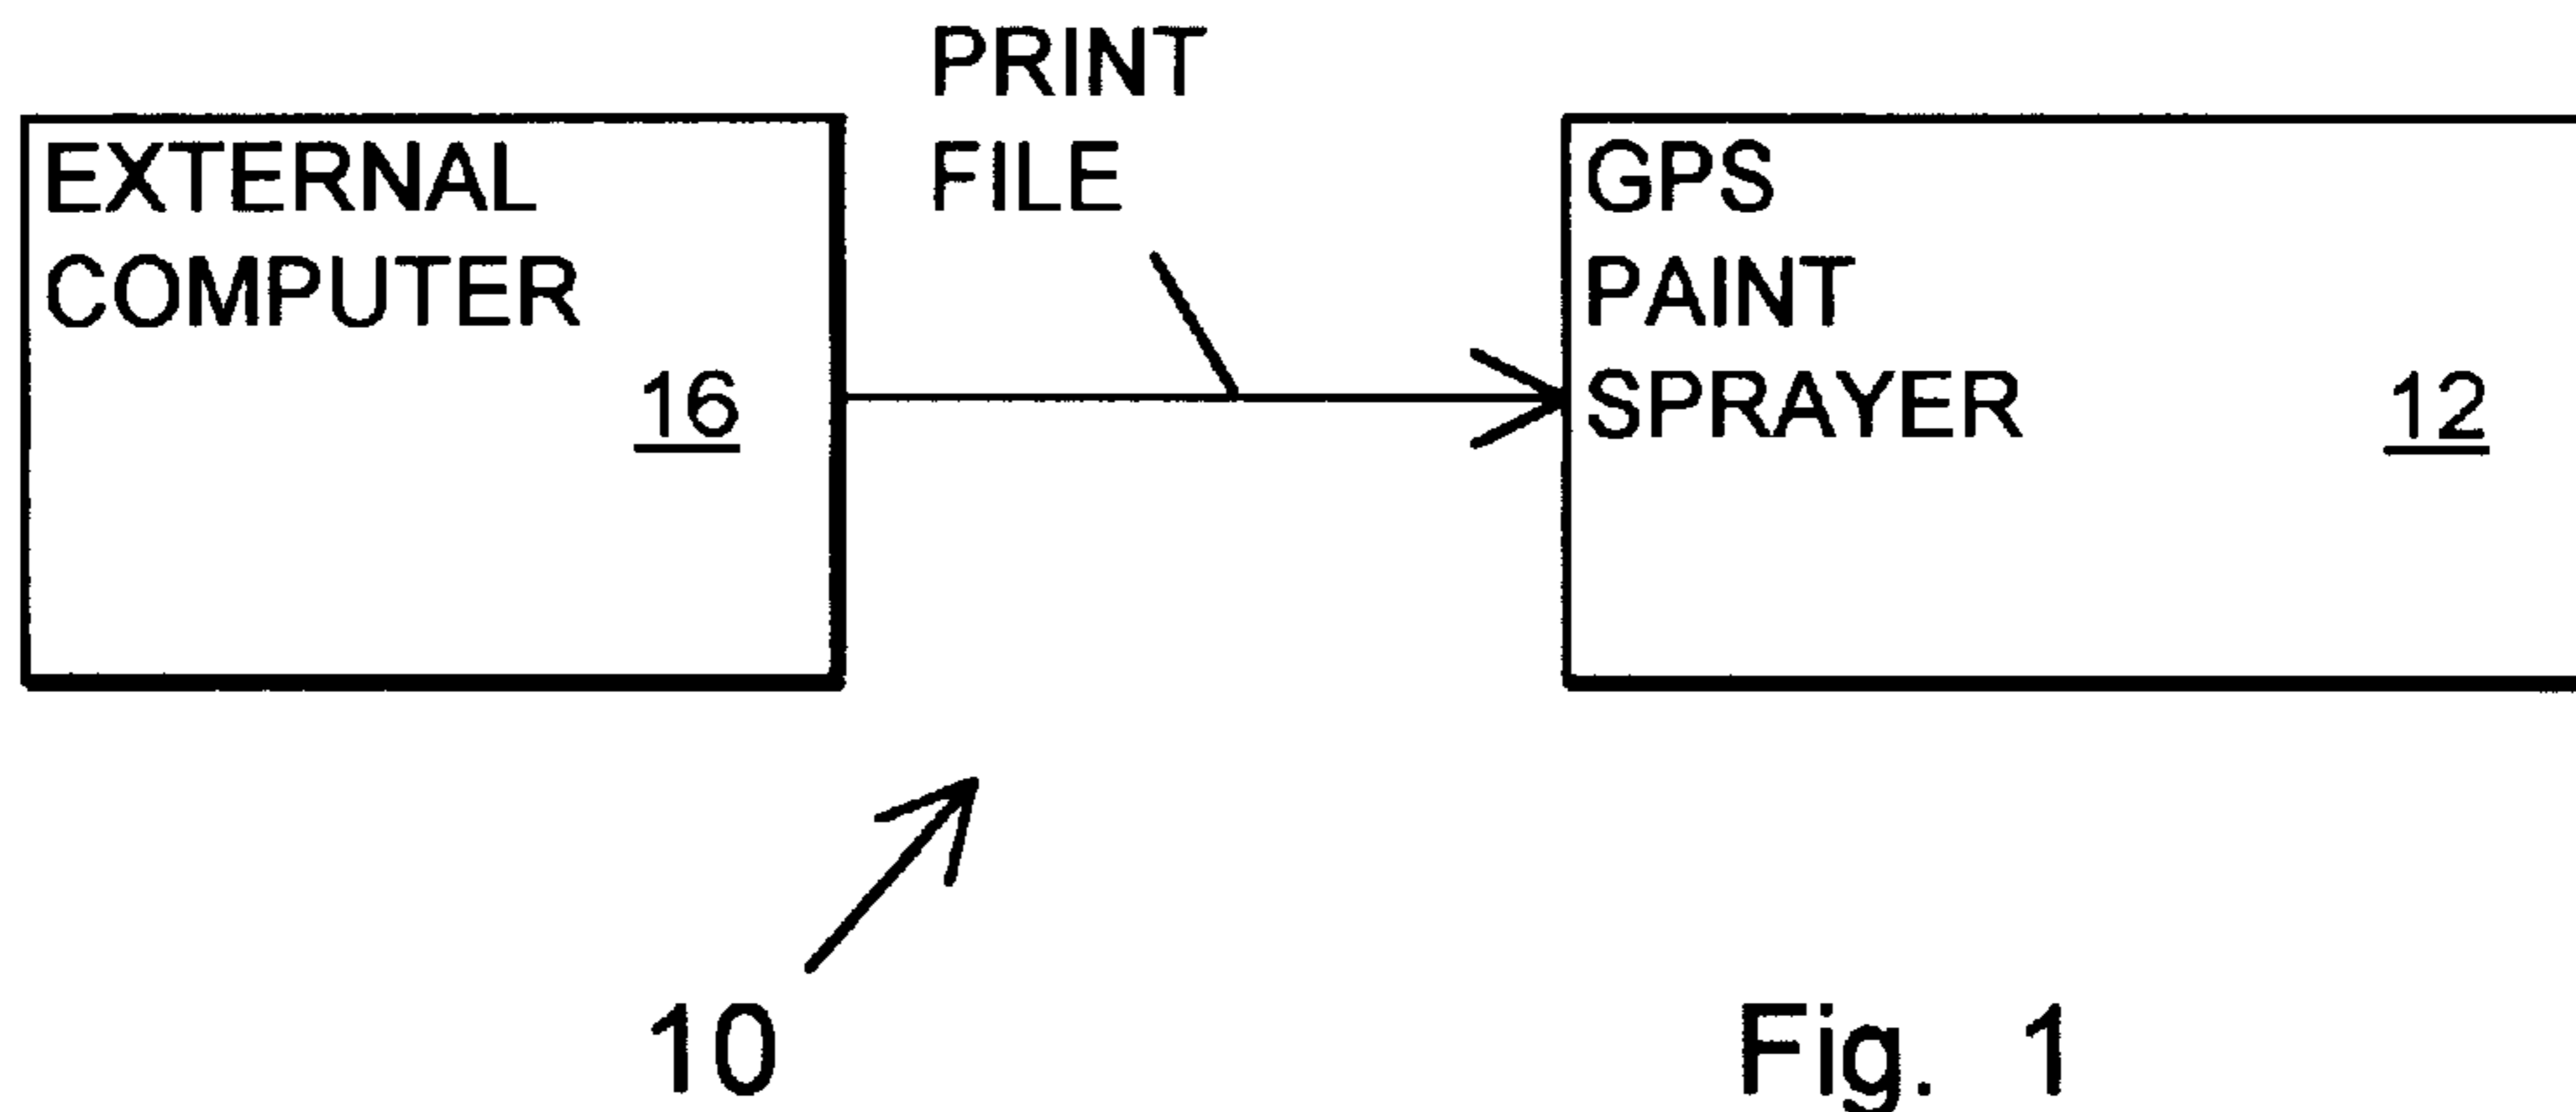 PRINT
FILE
EXTERNAL
COMPUTER
16
GPS
PAINT
SPRAYER
12
10
Fig. 1